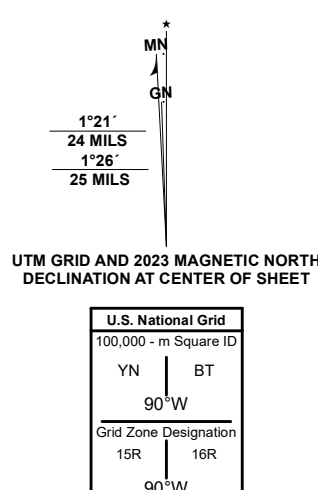 MN
GN
1°21´
24 MILS
1°26´
25 MILS
UTM GRID AND 2023 MAGNETIC NORTH
DECLINATION AT CENTER OF SHEET
U.S. National Grid
100,000 - m Square ID
YN BT
90°W
Grid Zone Designation
15R 16R
90°W